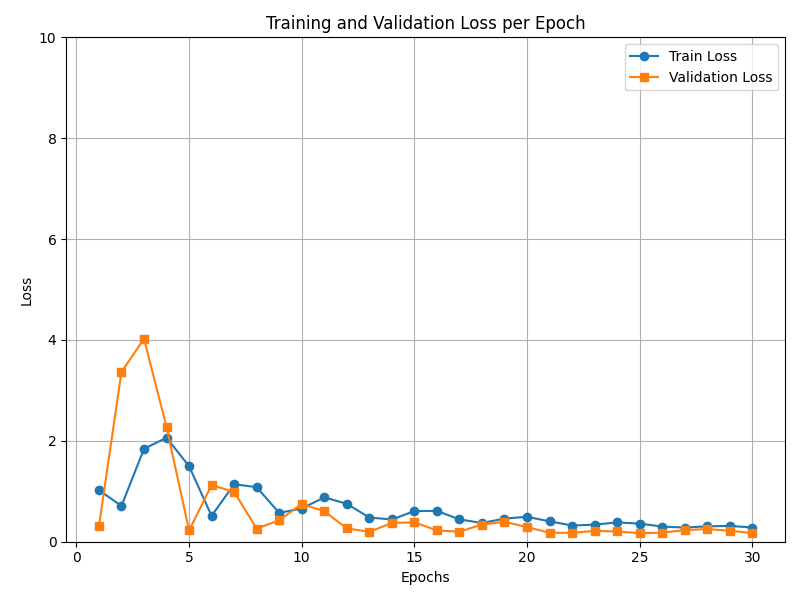 Training and Validation Loss per Epoch
10
8
6
4
2
0
Loss
Train Loss
Validation Loss
0 5 10 15 20 25 30
Epochs